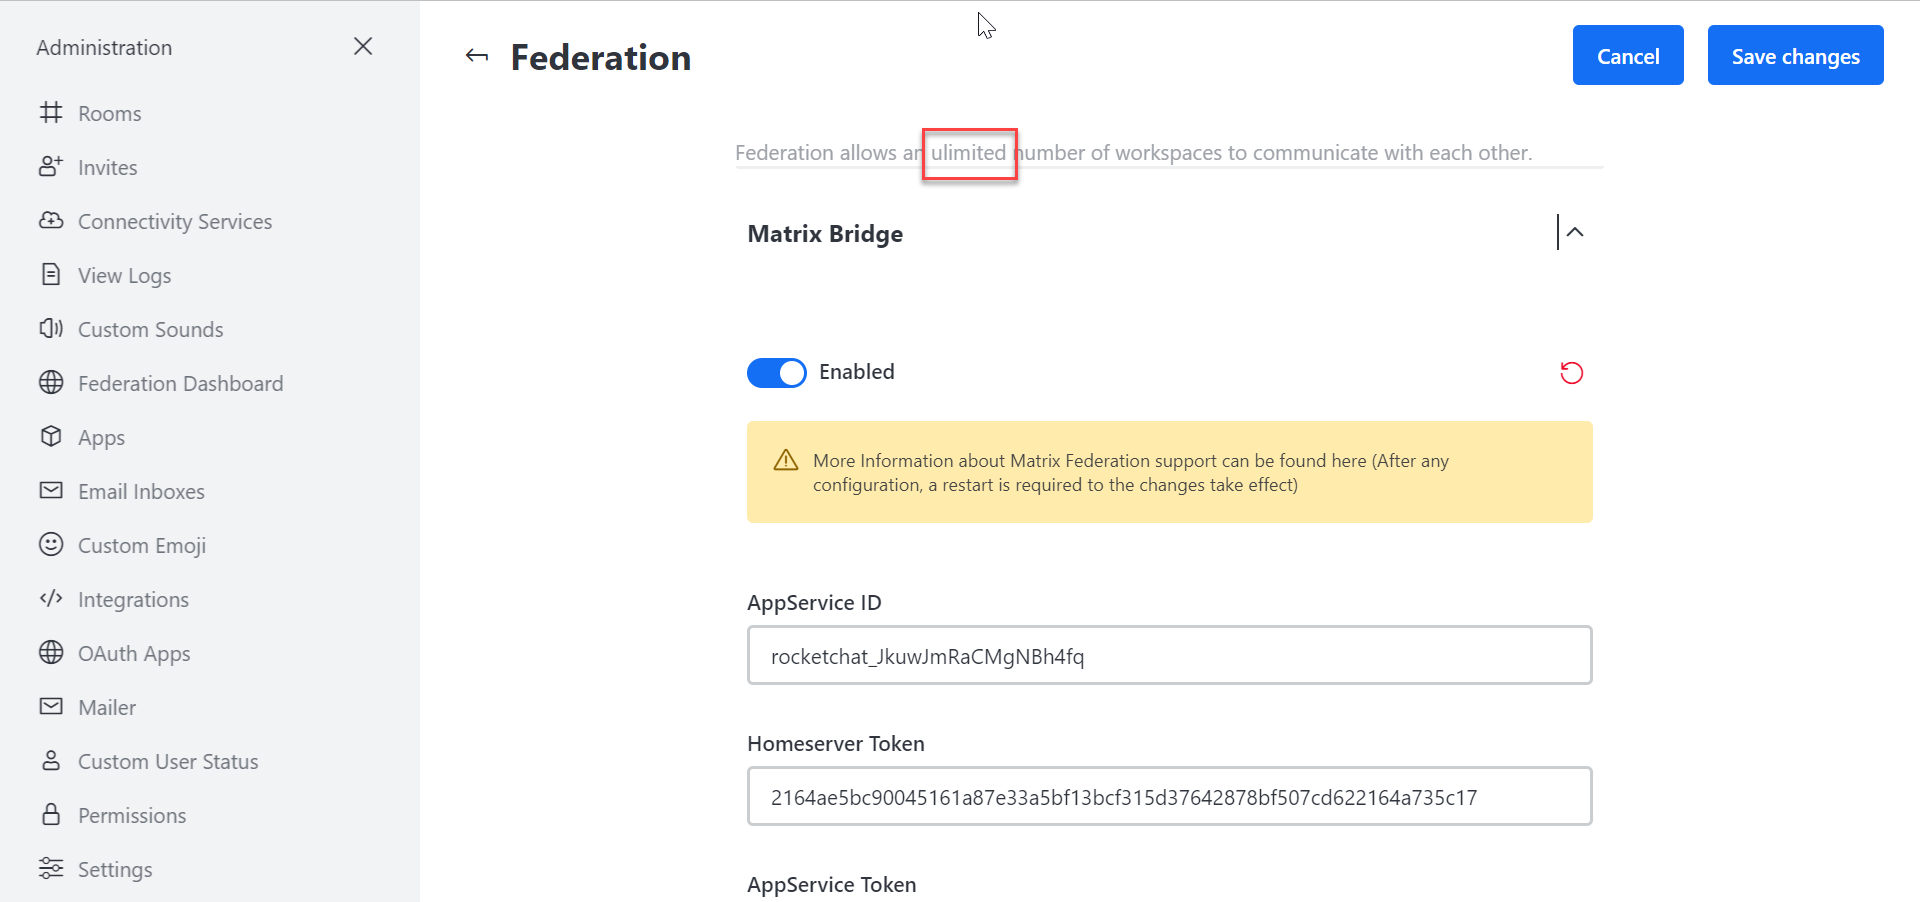 Administration
Rooms
Invites
Connectivity Services
View Logs
Custom Sounds
Federation Dashboard
Apps
Email Inboxes
Custom Emoji
Integrations
OAuth Apps
Mailer
Custom User Status
Permissions
Settings
Federation
Cancel
Save changes
Federation allows an ulimited number of workspaces to communicate with each other.
Matrix Bridge
Enabled
More Information about Matrix Federation support can be found here (After any
configuration, a restart is required to the changes take effect)
AppService ID
rocketchat_JkuwJmRaCMgNBh4fq
Homeserver Token
2164ae5bc90045161a87e33a5bf13bcf315d37642878bf507cd622164a735c17
AppService Token